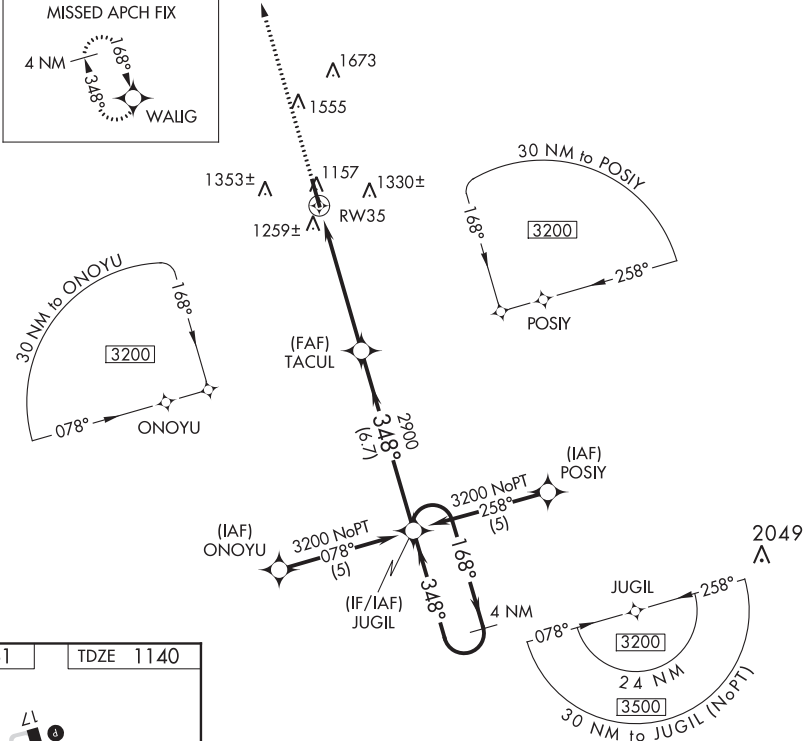 MISSED APCH FIX
4 NM
168°
348°
WALIG
1673
1555
1353±
1157
1330±
1259±
RW35
30 NM to POSIY
168°
3200
258°
POSIY
30 NM to ONOYU
168°
3200
078°
ONOYU
(FAF)
TACUL
348°
2900
(6.7)
(IAF)
POSIY
3200 NoPT
258°
(5)
(IAF)
ONOYU
3200 NoPT
078°
(5)
(IF/IAF)
JUGIL
168°
348°
4 NM
2049
JUGIL
258°
078°
3200
24 NM
3500
30 NM to JUGIL (NoPT)
TDZE 1140
17
P